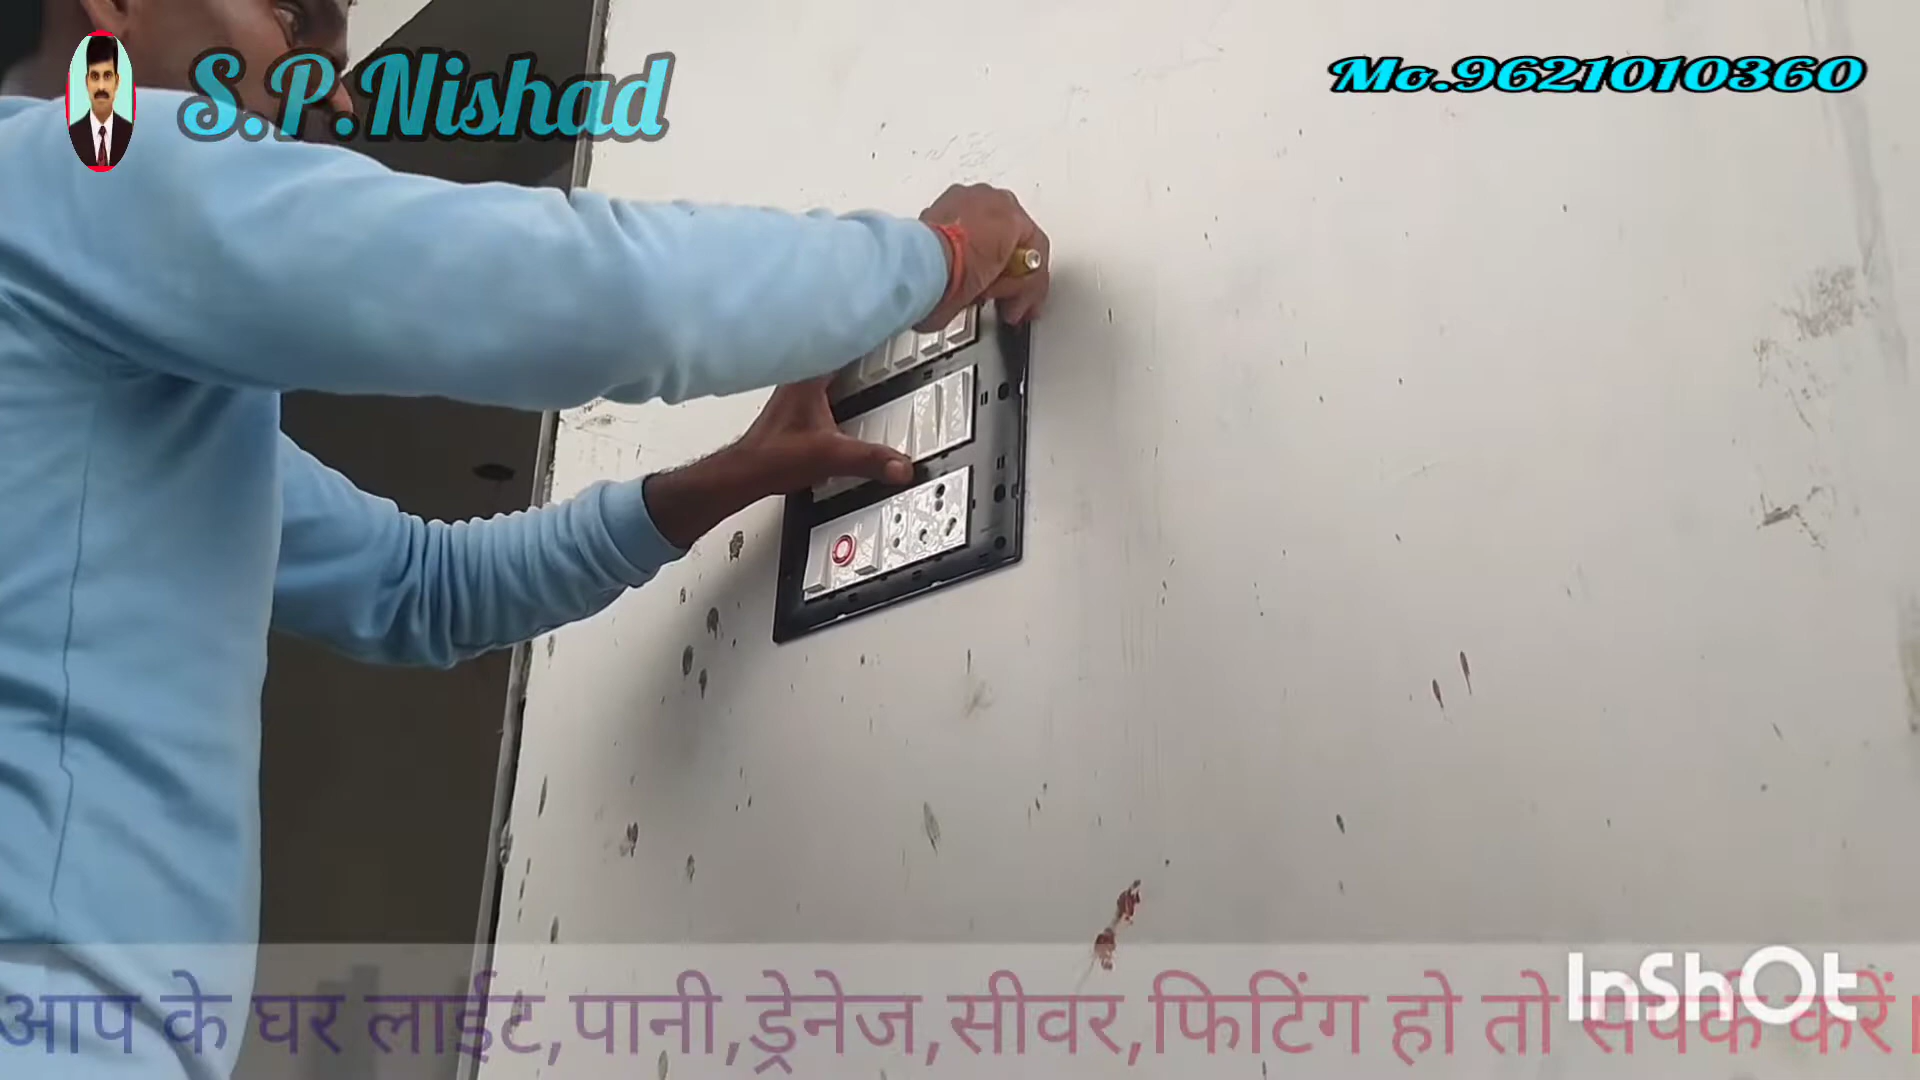 S.P.Nishad
Mo.9621010360
InShOt
आप के घर लाईट,पानी,ड्रेनेज,सीवर,फिटिंग हो तो संपर्क करें।